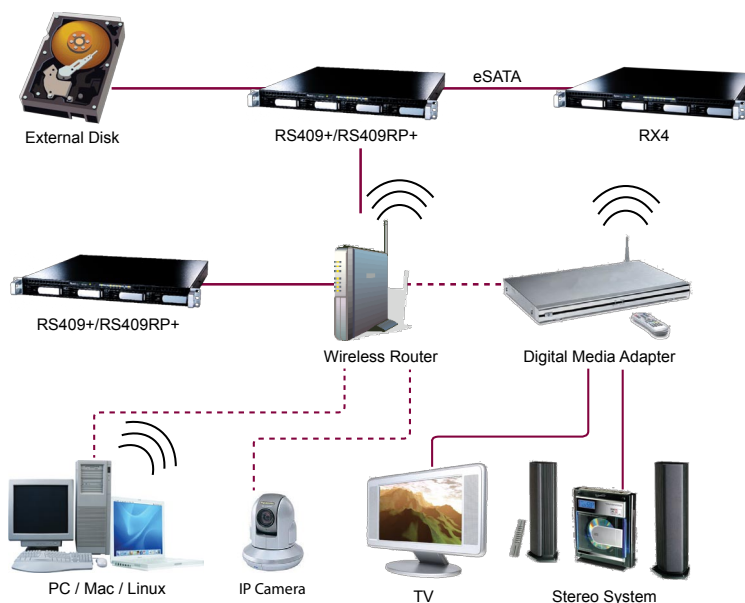 eSATA
External Disk
RS409+/RS409RP+
RX4
RS409+/RS409RP+
Wireless Router
Digital Media Adapter
PC / Mac / Linux
IP Camera
TV
Stereo System